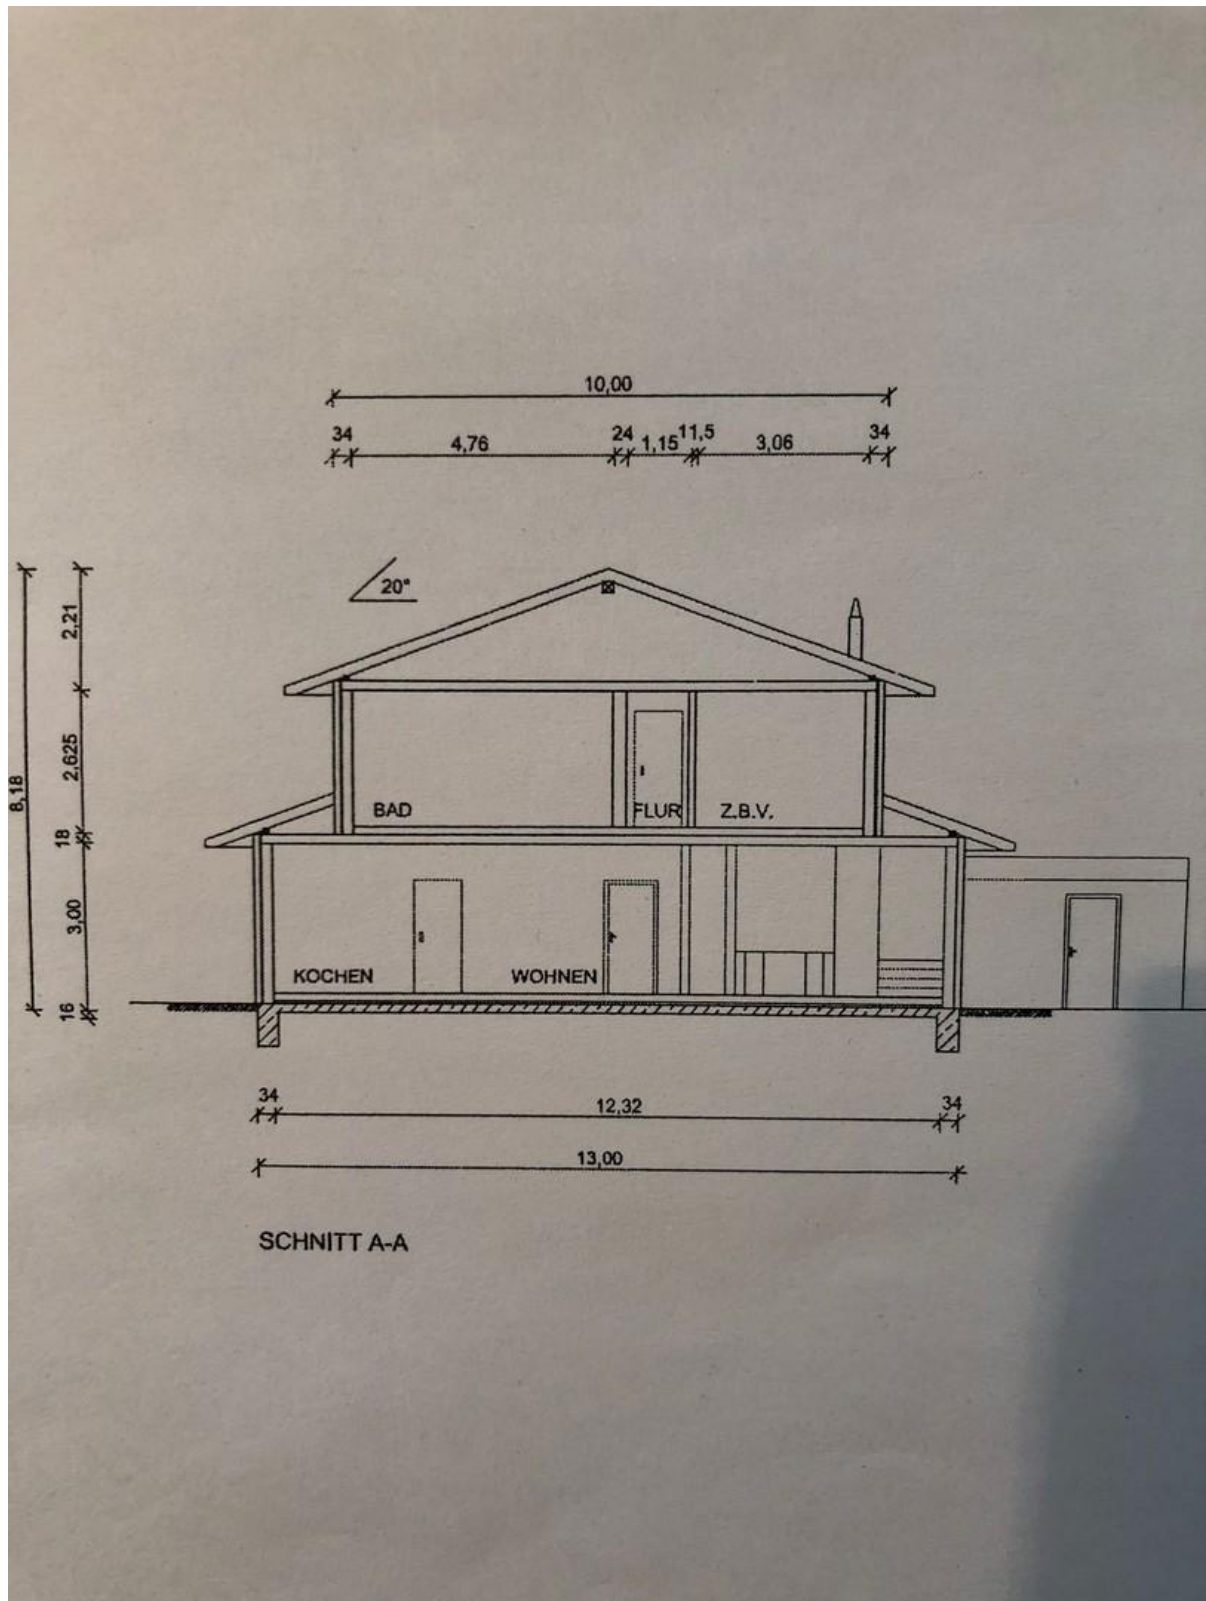 10,00
34 4,76 24 1,15 11,5 3,06 34
20°
2,21
2,625
8,18
18
3,00
16
BAD FLUR Z.B.V.
KOCHEN WOHNEN
34 12,32 34
13,00
SCHNITT A-A